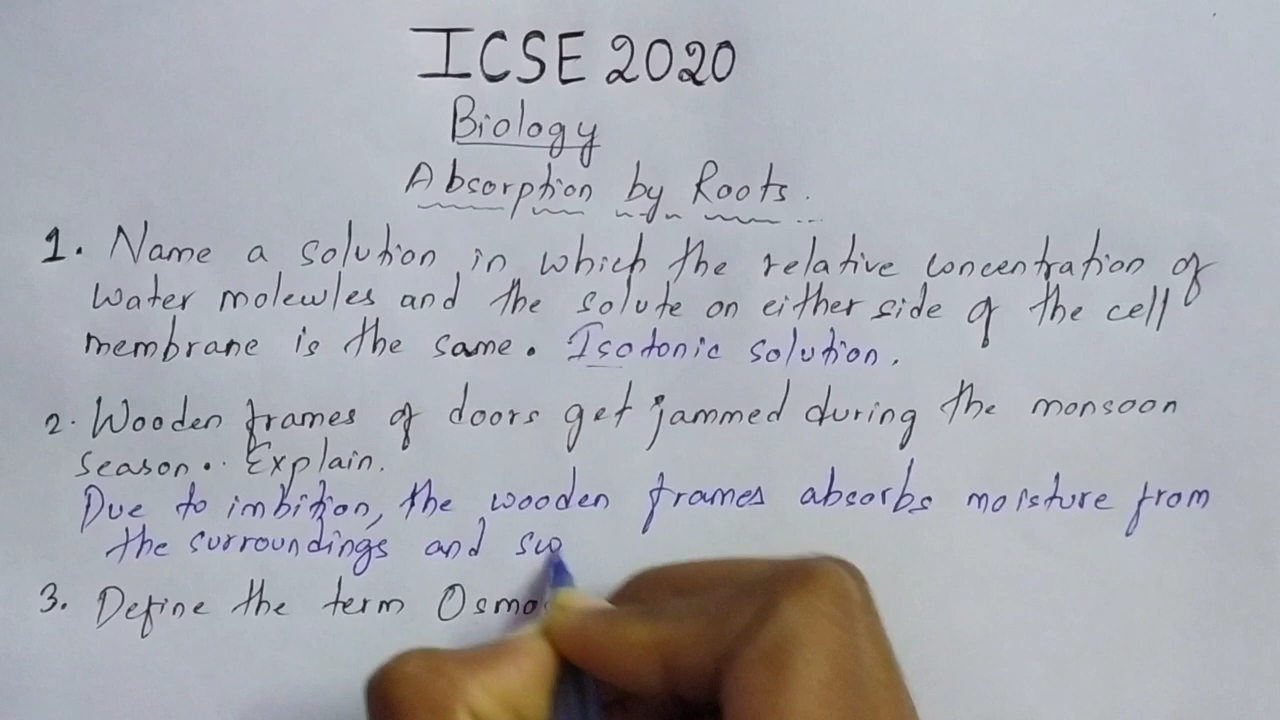 ICSE 2020
Biology
Absorption by Roots.
1. Name a solution in which the relative concentration of
water molecules and the solute on either side of the cell
membrane is the same. Isotonic solution.
2. Wooden frames of doors get jammed during the monsoon
season. Explain.
Due to imbition, the wooden frames absorbs moisture from
the surroundings and sw
3. Define the term Osmo